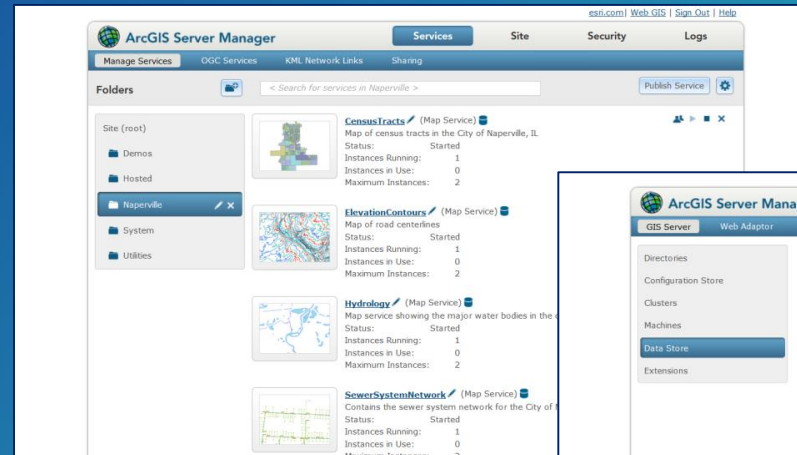 esri.com | Web GIS | Sign Out | Help
ArcGIS Server Manager
Services Site Security Logs
Manage Services OGC Services KML Network Links Sharing
Folders
< Search for services in Naperville >
Publish Service
Site (root)
Demos
Hosted
Naperville
System
Utilities
CensusTracts (Map Service)
Map of census tracts in the City of Naperville, IL
Status: Started
Instances Running: 1
Instances in Use: 0
Maximum Instances: 2
ElevationContours (Map Service)
Map of road centerlines
Status: Started
Instances Running: 1
Instances in Use: 0
Maximum Instances: 2
Hydrology (Map Service)
Map service showing the major water bodies in the
Status: Started
Instances Running: 1
Instances in Use: 0
Maximum Instances: 2
SewerSystemNetwork (Map Service)
Contains the sewer system network for the City of
Status: Started
Instances Running: 1
Instances in Use: 0
Maximum Instances: 2
ArcGIS Server Mana
GIS Server Web Adaptor
Directories
Configuration Store
Clusters
Machines
Data Store
Extensions